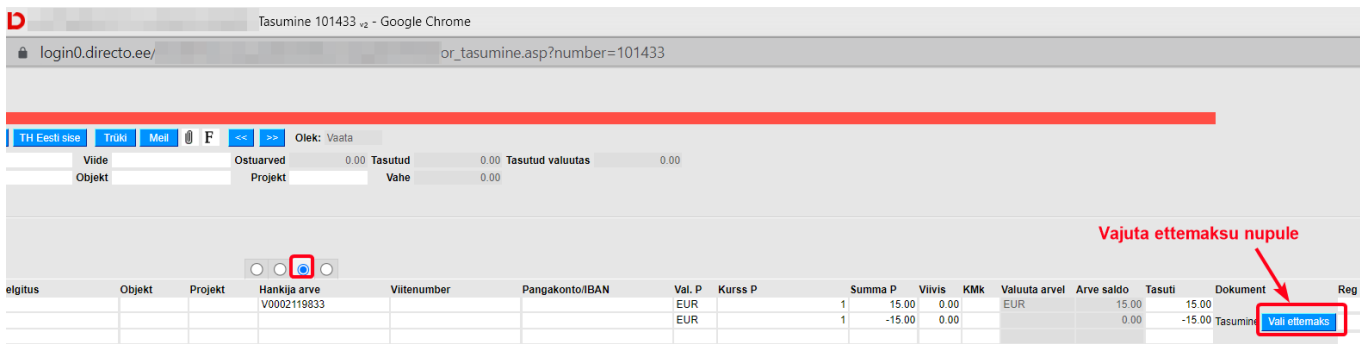 Tasumine 101433 v2 - Google Chrome
login0.directo.ee/ or_tasumine.asp?number=101433
TH Eesti sise Trüki Meil F << >> Olek: Vaata
Viide Ostuarved 0.00 Tasutud 0.00 Tasutud valuutas 0.00
Objekt Projekt Vahe 0.00
Vajuta ettemaksu nupule
elgitus Objekt Projekt Hankija arve Viitenumber Pangakonto/IBAN Val. P Kurss P Summa P Viivis KMk Valuuta arvel Arve saldo Tasuti Dokument Reg
V0002119833 EUR 1 15.00 0.00 EUR 15.00 15.00
EUR 1 -15.00 0.00 0.00 -15.00 Tasumine Vali ettemaks